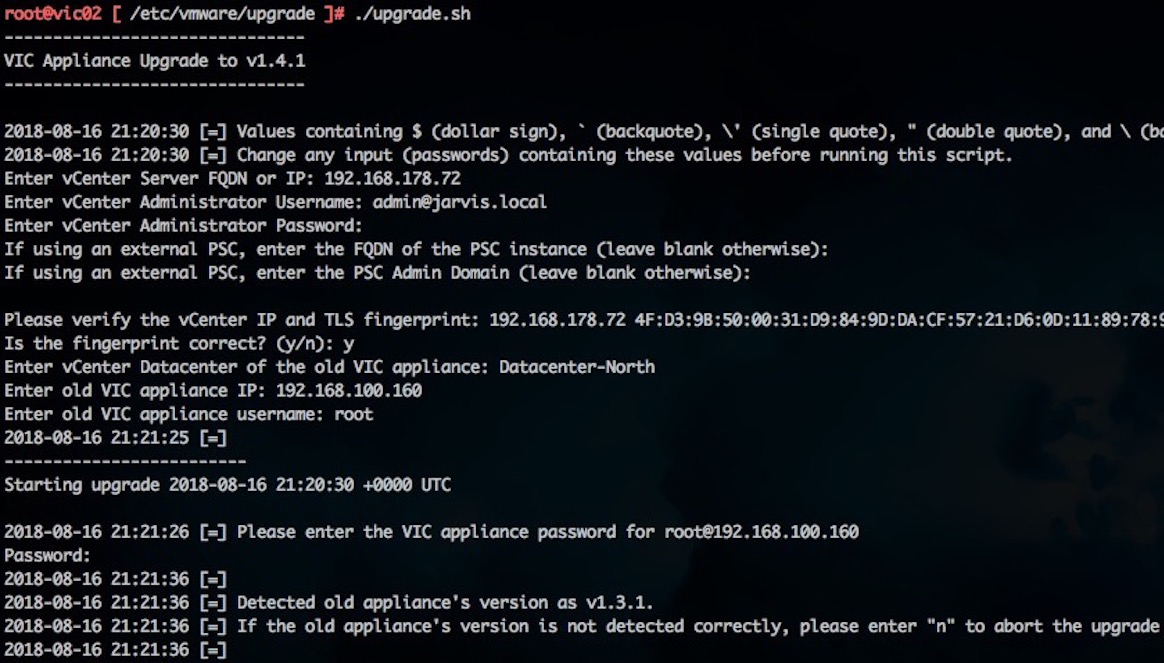 root@vic02 [ /etc/vmware/upgrade ]# ./upgrade.sh
-------------------------------
VIC Appliance Upgrade to v1.4.1
-------------------------------
2018-08-16 21:20:30 [=] Values containing $ (dollar sign), ` (backquote), \' (single quote), " (double quote), and \ (
2018-08-16 21:20:30 [=] Change any input (passwords) containing these values before running this script.
Enter vCenter Server FQDN or IP: 192.168.178.72
Enter vCenter Administrator Username: admin@jarvis.local
Enter vCenter Administrator Password:
If using an external PSC, enter the FQDN of the PSC instance (leave blank otherwise):
If using an external PSC, enter the PSC Admin Domain (leave blank otherwise):
Please verify the vCenter IP and TLS fingerprint: 192.168.178.72 4F:D3:9B:50:00:31:D9:84:9D:DA:CF:57:21:D6:0D:11:89:78:9
Is the fingerprint correct? (y/n): y
Enter vCenter Datacenter of the old VIC appliance: Datacenter-North
Enter old VIC appliance IP: 192.168.100.160
Enter old VIC appliance username: root
2018-08-16 21:21:25 [=]
-------------------------
Starting upgrade 2018-08-16 21:20:30 +0000 UTC
2018-08-16 21:21:26 [=] Please enter the VIC appliance password for root@192.168.100.160
Password:
2018-08-16 21:21:36 [=]
2018-08-16 21:21:36 [=] Detected old appliance's version as v1.3.1.
2018-08-16 21:21:36 [=] If the old appliance's version is not detected correctly, please enter "n" to abort the upgrade
2018-08-16 21:21:36 [=]